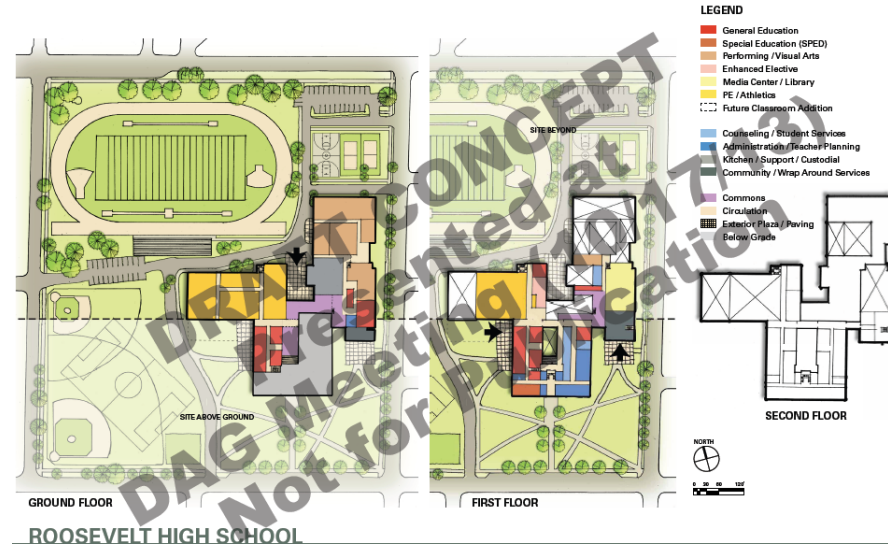 LEGEND
General Education
Special Education (SPED)
Performing / Visual Arts
Enhanced Elective
Media Center / Library
PE / Athletics
Future Classroom Addition
Counseling / Student Services
Administration / Teacher Planning
Kitchen / Support / Custodial
Community / Wrap Around Services
Commons
Circulation
Exterior Plaza / Paving
Below Grade
SITE BEYOND
DRAFT CONCEPT
Presented at
DAG Meeting (10/17/13)
Not for publication
SITE ABOVE GROUND
SECOND FLOOR
NORTH
0 30 60 120'
GROUND FLOOR
FIRST FLOOR
ROOSEVELT HIGH SCHOOL